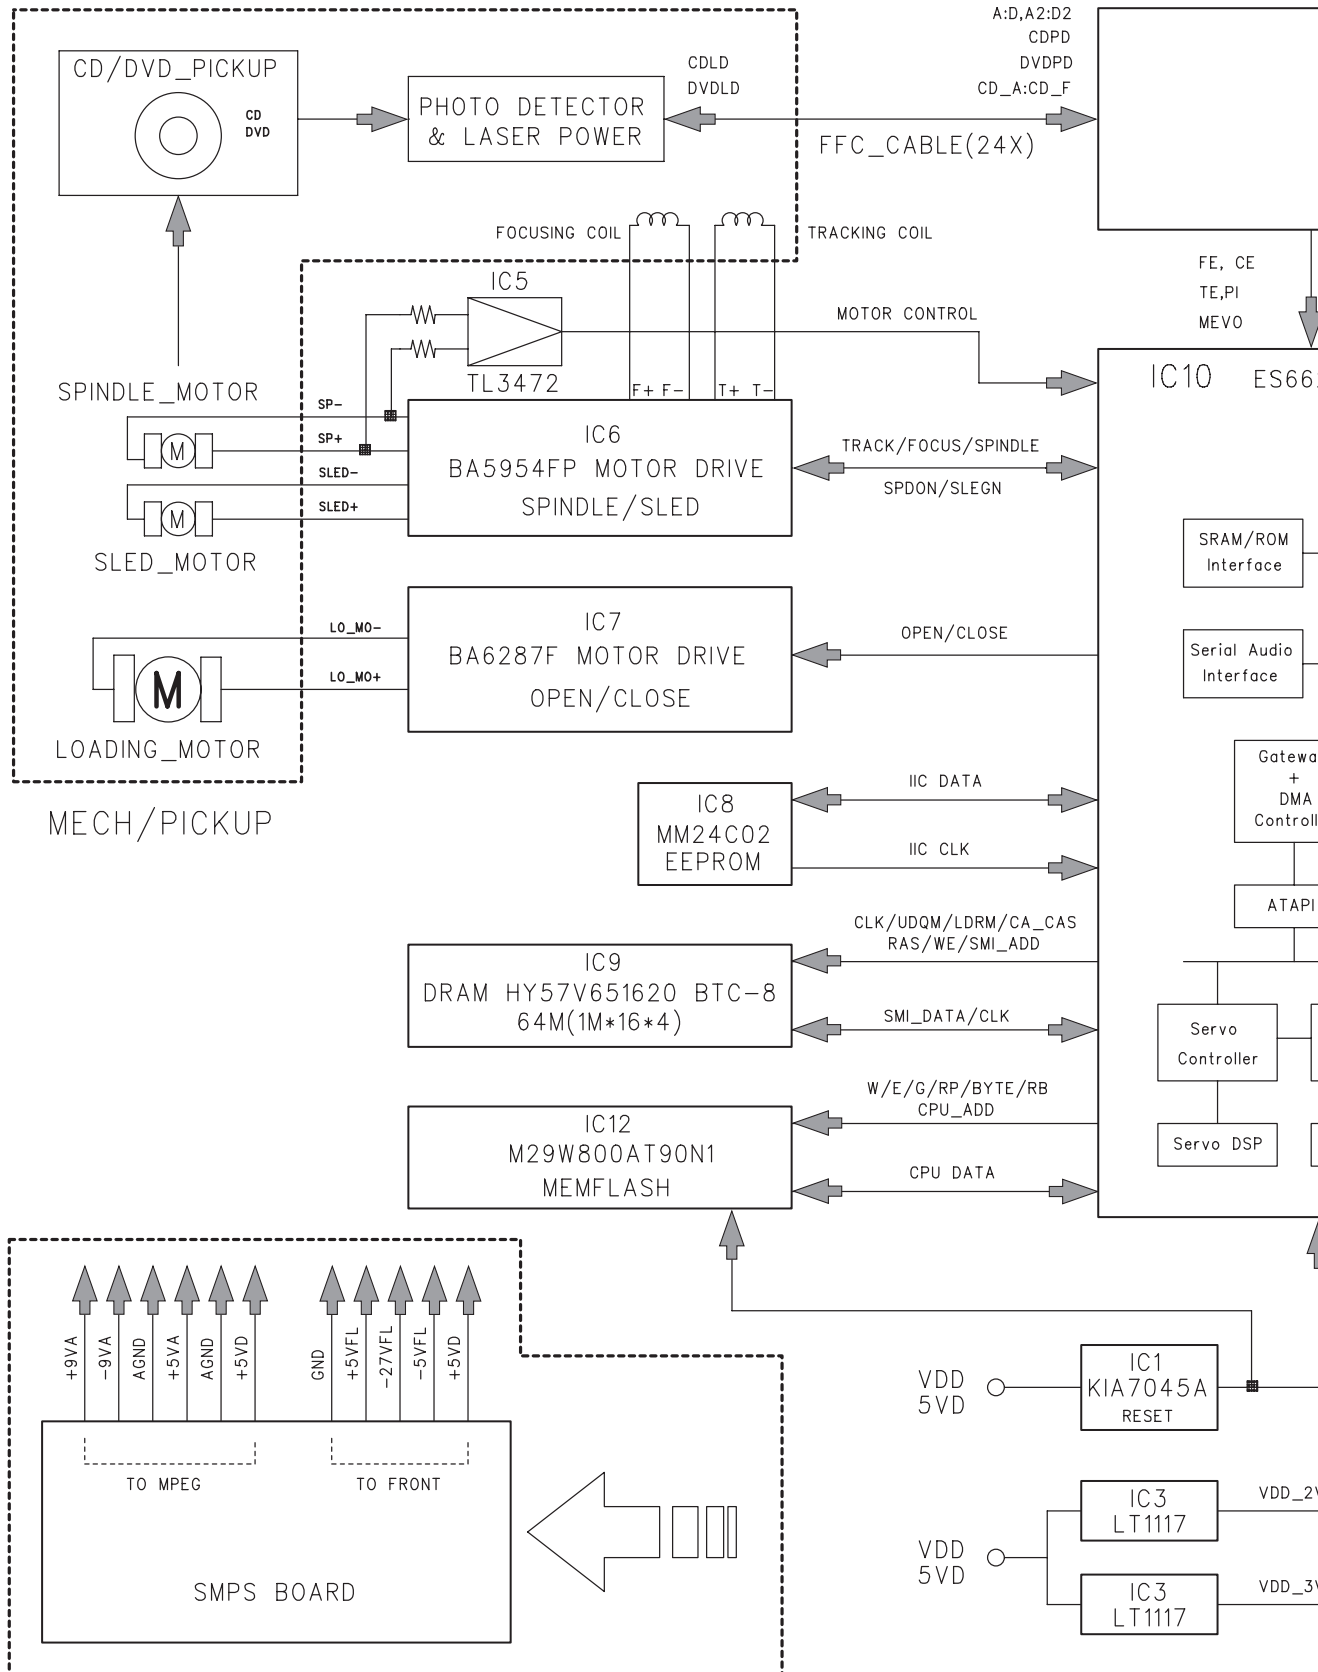 A:D,A2:D2
CDPD
DVDPD
CD_A:CD_F
CD/DVD_PICKUP
CD
DVD
PHOTO DETECTOR
& LASER POWER
CDLD
DVDLD
FFC_CABLE(24X)
FOCUSING COIL
TRACKING COIL
FE, CE
TE,PI
MEVO
IC5
TL3472
MOTOR CONTROL
F+ F-
T+ T-
SPINDLE_MOTOR
M
SP-
SP+
SLED-
SLED+
M
SLED_MOTOR
IC6
BA5954FP MOTOR DRIVE
SPINDLE/SLED
TRACK/FOCUS/SPINDLE
SPDON/SLEGN
IC10
SRAM/ROM
Interface
Serial Audio
Interface
LO_MO-
LO_MO+
M
LOADING_MOTOR
IC7
BA6287F MOTOR DRIVE
OPEN/CLOSE
OPEN/CLOSE
MECH/PICKUP
IC8
MM24C02
EEPROM
IIC DATA
IIC CLK
+
DMA
ATAPI
IC9
DRAM HY57V651620 BTC-8
64M(1M*16*4)
CLK/UDQM/LDRM/CA_CAS
RAS/WE/SMI_ADD
SMI_DATA/CLK
Servo
Controller
Servo DSP
IC12
M29W800AT90N1
MEMFLASH
W/E/G/RP/BYTE/RB
CPU_ADD
CPU DATA
+9VA
-9VA
AGND
+5VA
AGND
+5VD
GND
+5VFL
-27VFL
-5VFL
+5VD
TO MPEG
TO FRONT
SMPS BOARD
VDD
5VD
IC1
KIA7045A
RESET
VDD
5VD
IC3
LT1117
IC3
LT1117